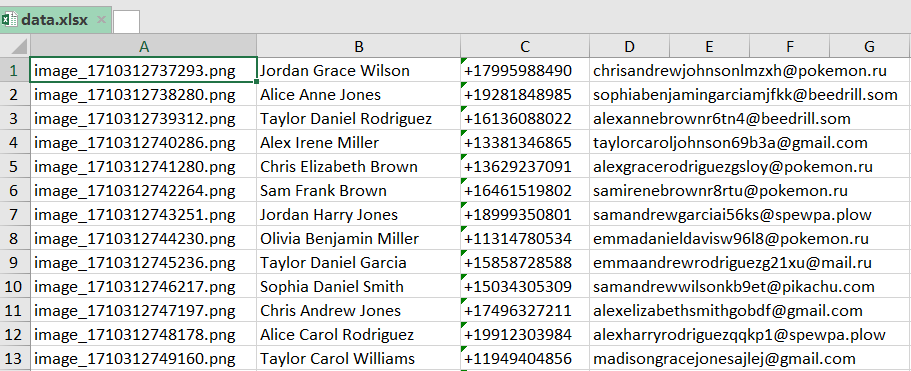 data.xlsx
A B C D E F G
1 image_1710312737293.png Jordan Grace Wilson +17995988490 chrisandrewjohnsonlmzxh@pokemon.ru
2 image_1710312738280.png Alice Anne Jones +19281848985 sophiabenjamingarciamjfkk@beedrill.som
3 image_1710312739312.png Taylor Daniel Rodriguez +16136088022 alexannebrownr6tn4@beedrill.som
4 image_1710312740286.png Alex Irene Miller +13381346865 taylorcaroljohnson69b3a@gmail.com
5 image_1710312741280.png Chris Elizabeth Brown +13629237091 alexgracerodriguezgsloy@pokemon.ru
6 image_1710312742264.png Sam Frank Brown +16461519802 samirenebrownr8rtu@pokemon.ru
7 image_1710312743251.png Jordan Harry Jones +18999350801 samandrewgarciai56ks@spewpa.plow
8 image_1710312744230.png Olivia Benjamin Miller +11314780534 emmadanieldavisw96l8@pokemon.ru
9 image_1710312745236.png Taylor Daniel Garcia +15858728588 emmaandrewrodriguezg21xu@mail.ru
10 image_1710312746217.png Sophia Daniel Smith +15034305309 samandrewwilsonkb9et@pikachu.com
11 image_1710312747197.png Chris Andrew Jones +17496327211 alexelizabethsmithgobdf@gmail.com
12 image_1710312748178.png Alice Carol Rodriguez +19912303984 alexharryrodriguezqqkp1@spewpa.plow
13 image_1710312749160.png Taylor Carol Williams +11949404856 madisongracejonesajlej@gmail.com